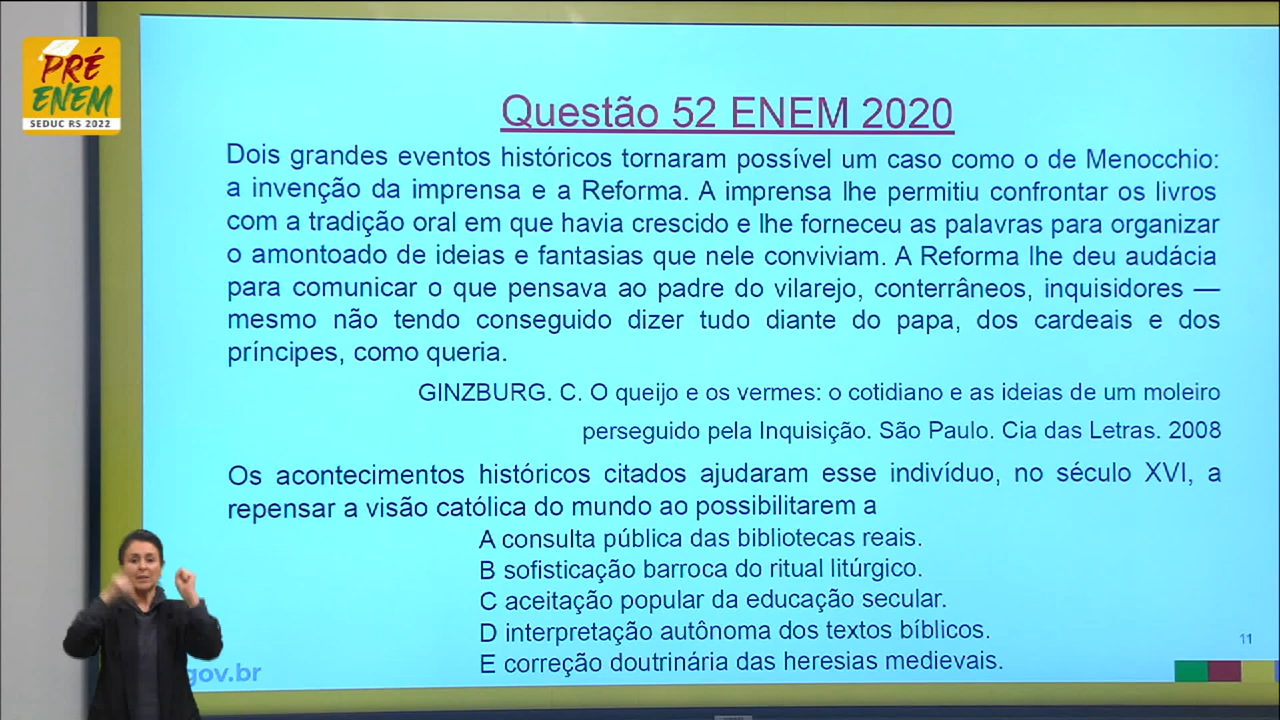 PRÉ
ENEM
SEDUC RS 2022
Questão 52 ENEM 2020
Dois grandes eventos históricos tornaram possível um caso como o de Menocchio:
a invenção da imprensa e a Reforma. A imprensa lhe permitiu confrontar os livros
com a tradição oral em que havia crescido e lhe forneceu as palavras para organizar
o amontoado de ideias e fantasias que nele conviviam. A Reforma lhe deu audácia
para comunicar o que pensava ao padre do vilarejo, conterrâneos, inquisidores —
mesmo não tendo conseguido dizer tudo diante do papa, dos cardeais e dos
príncipes, como queria.
GINZBURG. C. O queijo e os vermes: o cotidiano e as ideias de um moleiro
perseguido pela Inquisição. São Paulo. Cia das Letras. 2008
Os acontecimentos históricos citados ajudaram esse indivíduo, no século XVI, a
repensar a visão católica do mundo ao possibilitarem a
A consulta pública das bibliotecas reais.
B sofisticação barroca do ritual litúrgico.
C aceitação popular da educação secular.
D interpretação autônoma dos textos bíblicos.
E correção doutrinária das heresias medievais.
11
gov.br